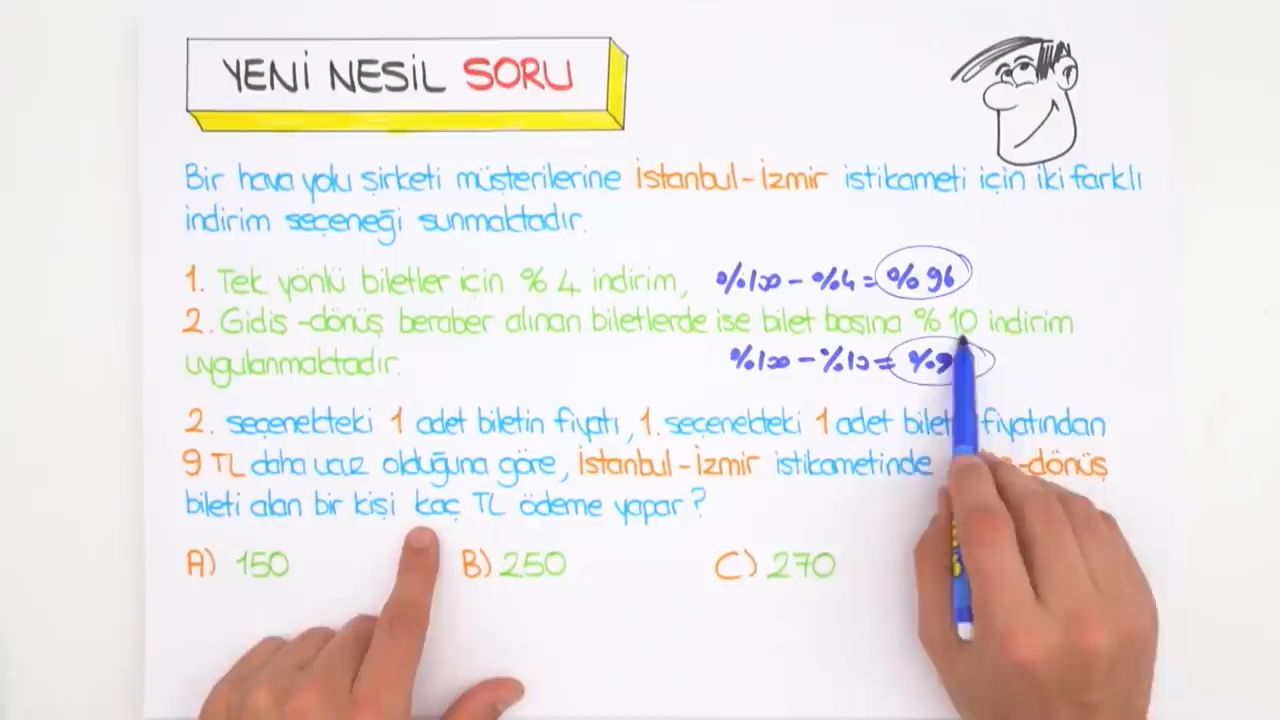 YENİ NESİL SORU
Bir hava yolu şirketi müşterilerine İstanbul-İzmir istikameti için iki farklı
indirim seçeneği sunmaktadır.
1. Tek yönlü biletler için % 4 indirim, %100 - %4 = %96
2. Gidiş-dönüş beraber alınan biletlerde ise bilet başına % 10 indirim
uygulanmaktadır. %100 - %10 =
2. seçenekteki 1 adet biletin fiyatı, 1. seçenekteki 1 adet fiyatından
9 TL daha ucuz olduğuna göre, İstanbul-İzmir istikametinde -dönüş
bileti alan bir kişi kaç TL ödeme yapar?
A) 150 B) 250 C) 270